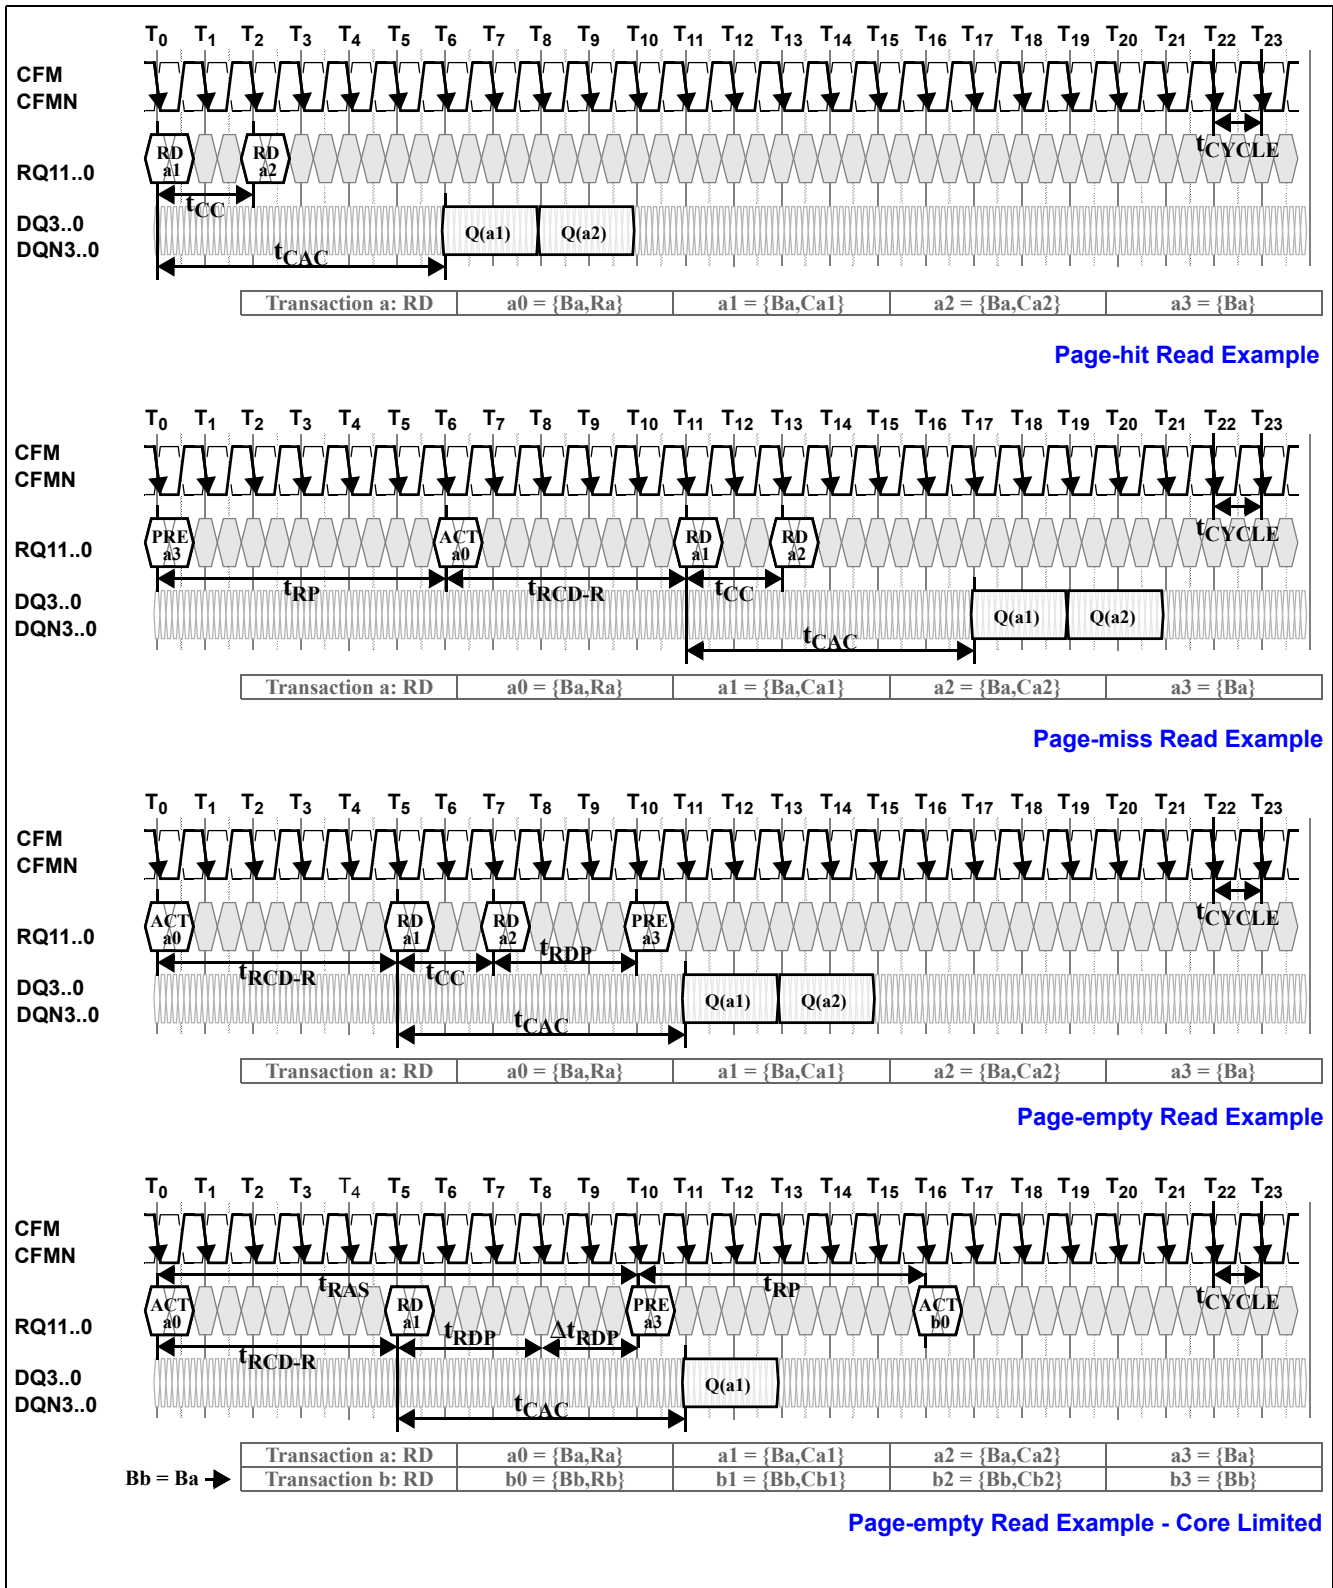 T0 T1 T2 T3 T4 T5 T6 T7 T8 T9 T10 T11 T12 T13 T14 T15 T16 T17 T18 T19 T20 T21 T22 T23
CFM
CFMN
tCYCLE
RQ11..0
RD a1
RD a2
tCC
DQ3..0
DQN3..0
Q(a1) Q(a2)
tCAC
Transaction a: RD a0 = {Ba,Ra} a1 = {Ba,Ca1} a2 = {Ba,Ca2} a3 = {Ba}
Page-hit Read Example
T0 T1 T2 T3 T4 T5 T6 T7 T8 T9 T10 T11 T12 T13 T14 T15 T16 T17 T18 T19 T20 T21 T22 T23
CFM
CFMN
tCYCLE
RQ11..0
PRE a3
ACT a0
RD a1
RD a2
tRP tRCD-R tCC
DQ3..0
DQN3..0
Q(a1) Q(a2)
tCAC
Transaction a: RD a0 = {Ba,Ra} a1 = {Ba,Ca1} a2 = {Ba,Ca2} a3 = {Ba}
Page-miss Read Example
T0 T1 T2 T3 T4 T5 T6 T7 T8 T9 T10 T11 T12 T13 T14 T15 T16 T17 T18 T19 T20 T21 T22 T23
CFM
CFMN
tCYCLE
RQ11..0
ACT a0
RD a1
RD a2
PRE a3
tRCD-R tCC tRDP
DQ3..0
DQN3..0
Q(a1) Q(a2)
tCAC
Transaction a: RD a0 = {Ba,Ra} a1 = {Ba,Ca1} a2 = {Ba,Ca2} a3 = {Ba}
Page-empty Read Example
T0 T1 T2 T3 T4 T5 T6 T7 T8 T9 T10 T11 T12 T13 T14 T15 T16 T17 T18 T19 T20 T21 T22 T23
CFM
CFMN
tRAS tRP tCYCLE
RQ11..0
ACT a0
RD a1
PRE a3
ACT b0
tRCD-R tRDP ΔtRDP
DQ3..0
DQN3..0
Q(a1)
tCAC
Transaction a: RD a0 = {Ba,Ra} a1 = {Ba,Ca1} a2 = {Ba,Ca2} a3 = {Ba}
Bb = Ba Transaction b: RD b0 = {Bb,Rb} b1 = {Bb,Cb1} b2 = {Bb,Cb2} b3 = {Bb}
Page-empty Read Example - Core Limited